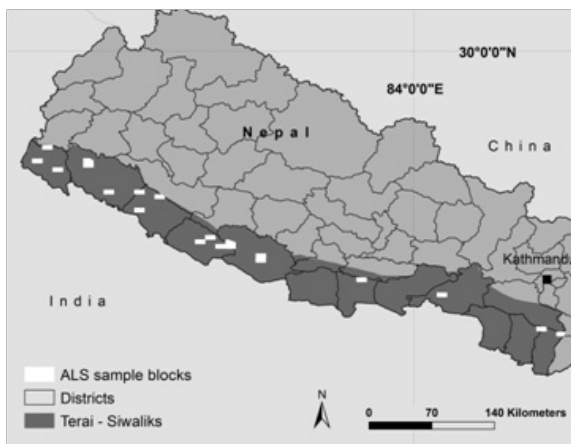 30°0'0"N
84°0'0"E
Nepal
China
Kathmand
India
ALS sample blocks
Districts
Terai - Siwaliks
N
0 70 140 Kilometers